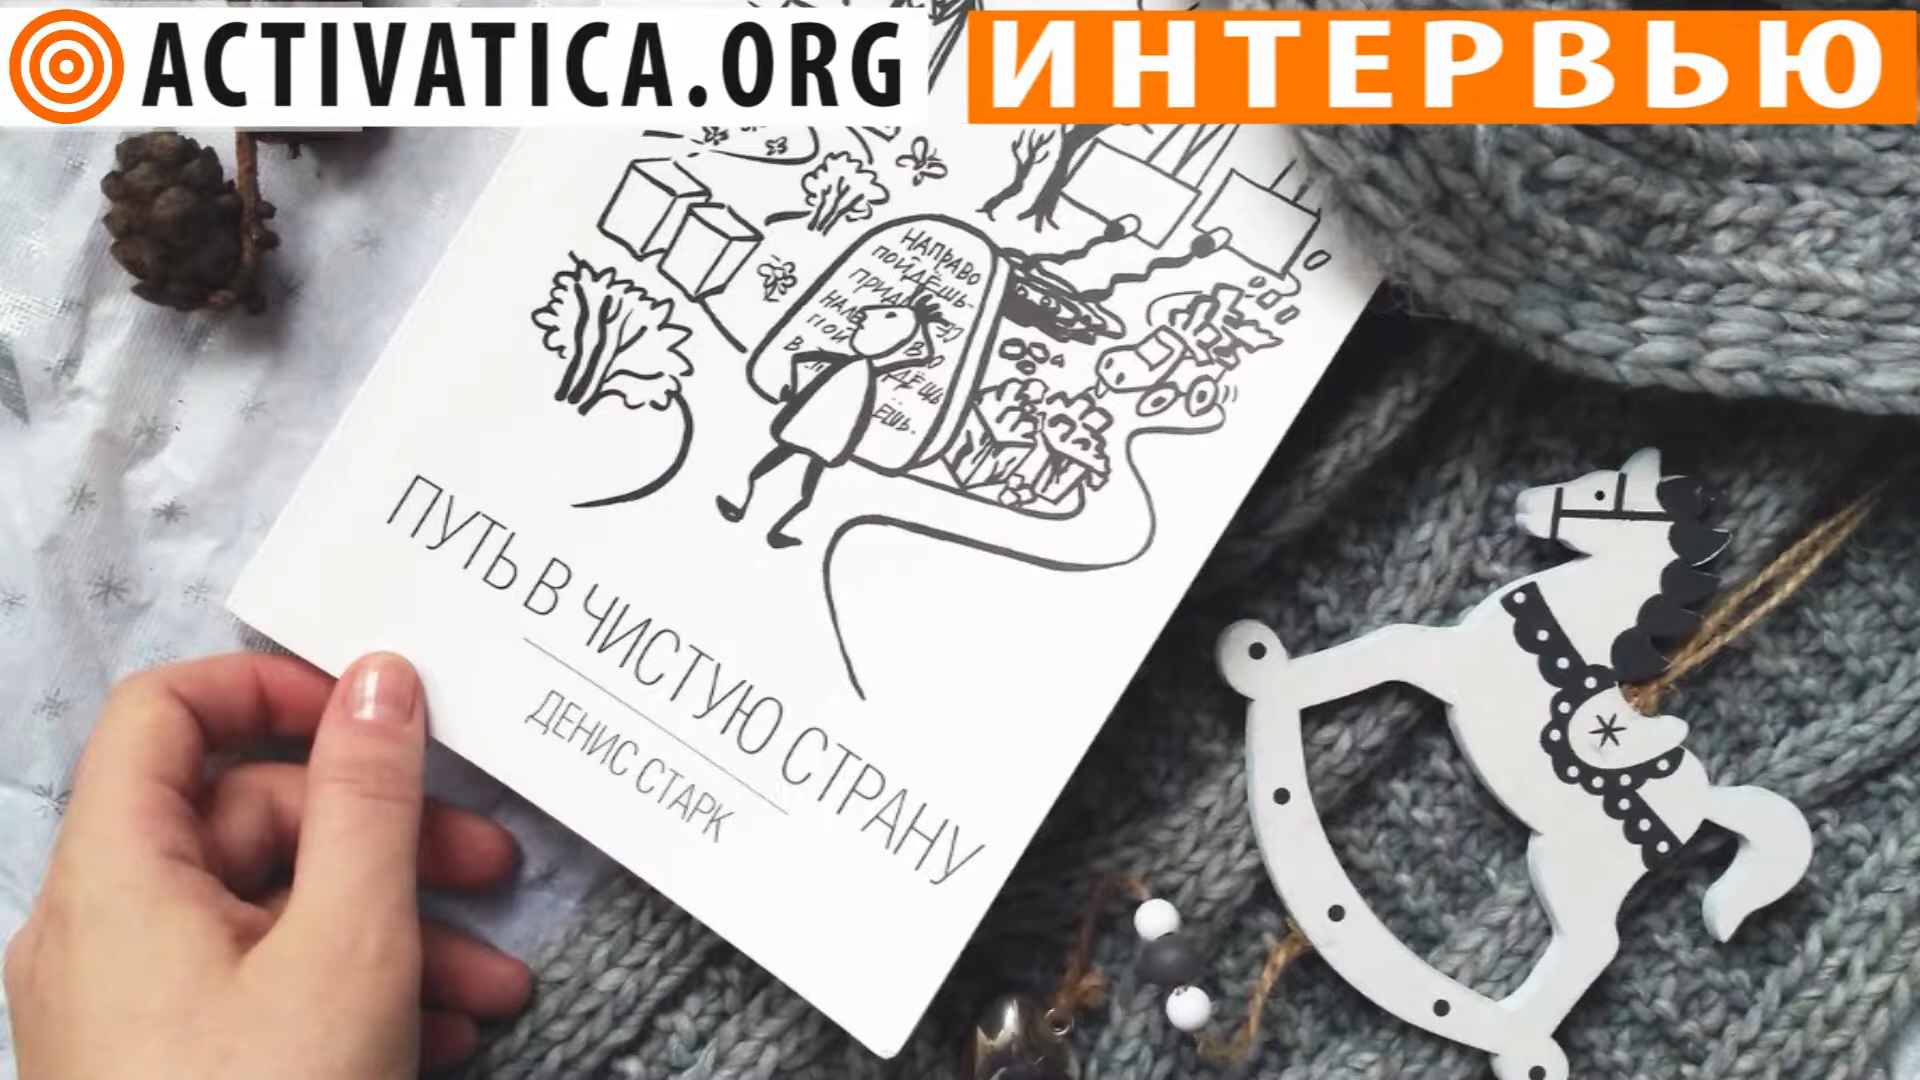 ACTIVATICA.ORG
ИНТЕРВЬЮ
НАПРАВО
ПОЙДЁШЬ-
ПУТЬ В ЧИСТУЮ СТРАНУ
ДЕНИС СТАРК